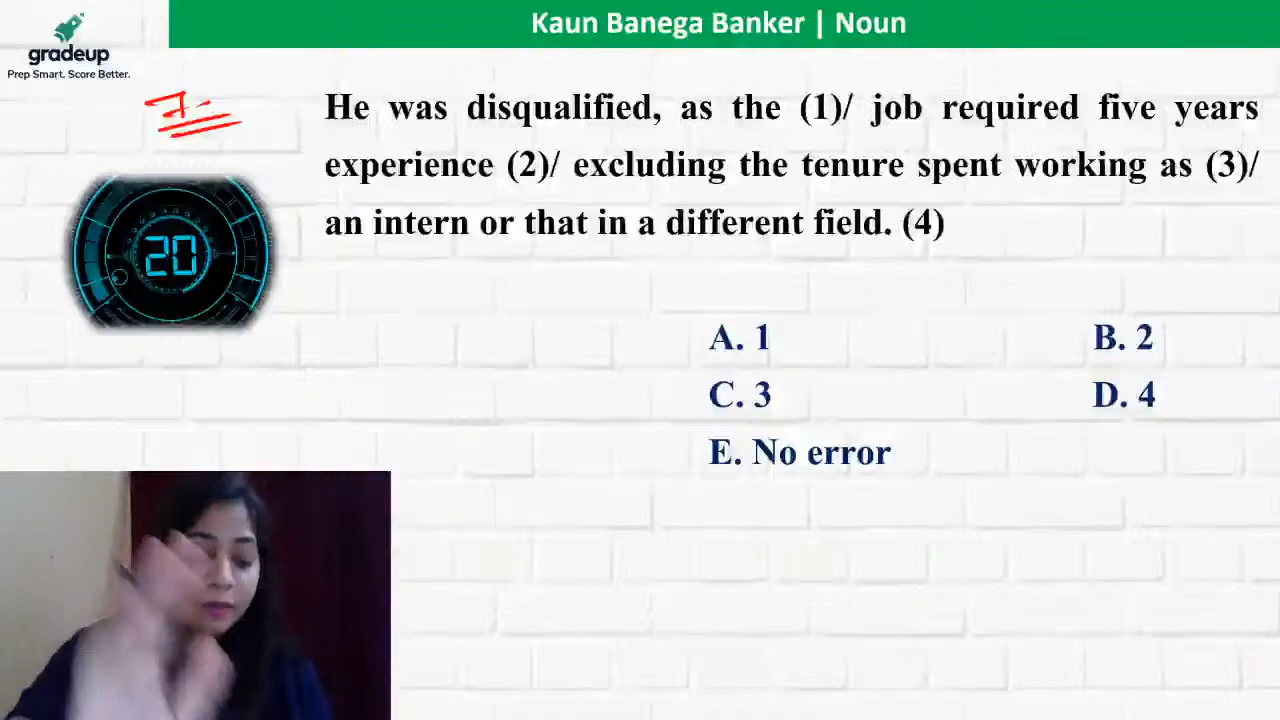 Kaun Banega Banker | Noun
gradeup
Prep Smart. Score Better.
7.
He was disqualified, as the (1)/ job required five years
experience (2)/ excluding the tenure spent working as (3)/
an intern or that in a different field. (4)
20
A. 1
B. 2
C. 3
D. 4
E. No error